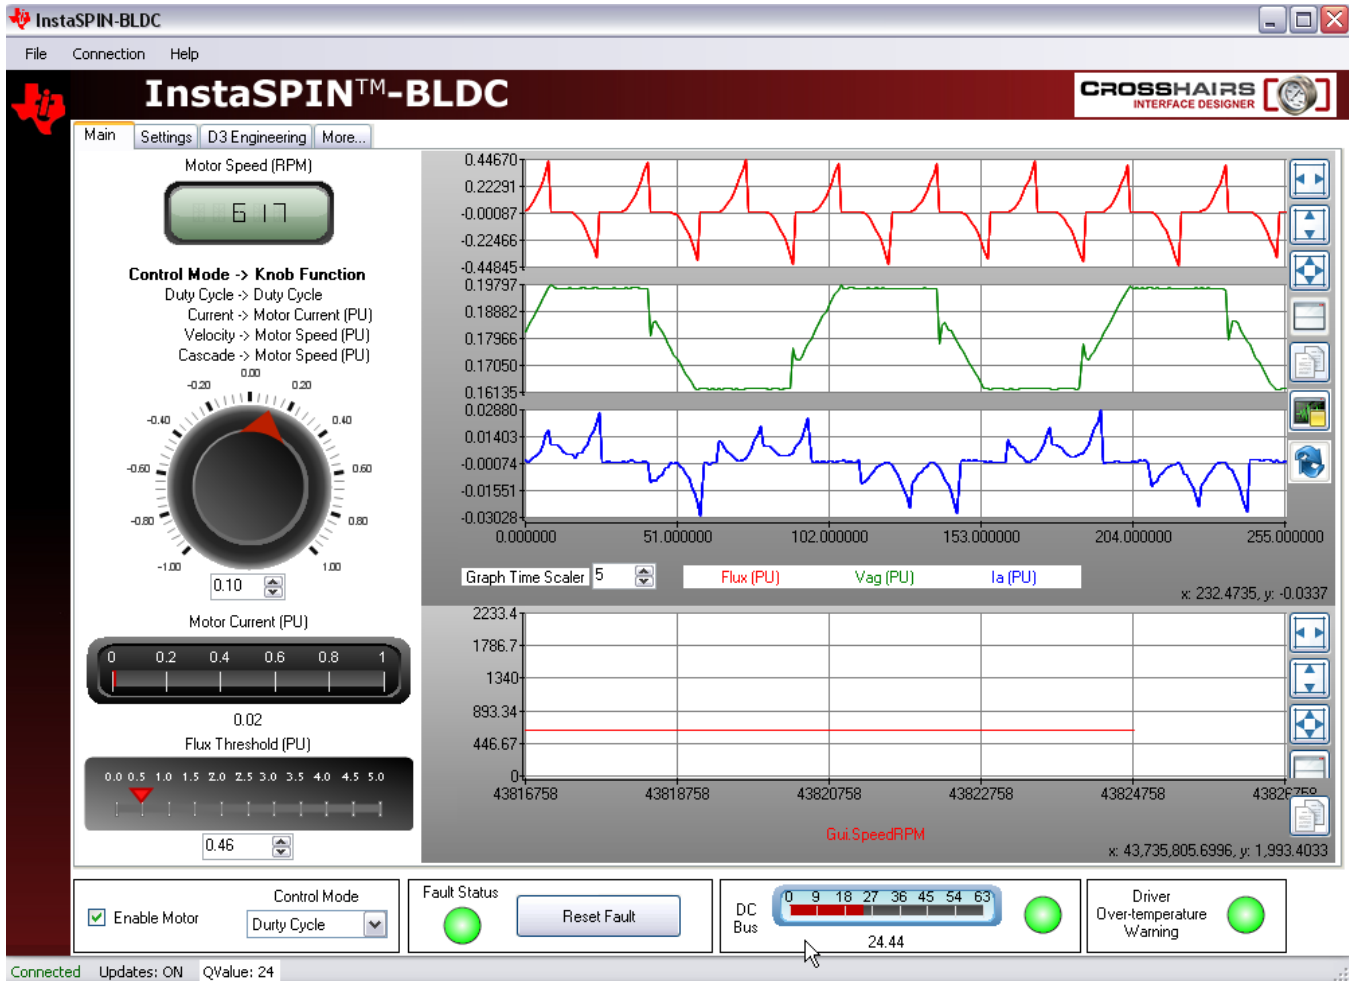 InstaSPIN-BLDC
File Connection Help
InstaSPIN™-BLDC
CROSSHAIRS
INTERFACE DESIGNER
Main Settings D3 Engineering More...
Motor Speed (RPM)
617
Control Mode -> Knob Function
Duty Cycle -> Duty Cycle
Current -> Motor Current (PU)
Velocity -> Motor Speed (PU)
Cascade -> Motor Speed (PU)
0.00
-0.20 0.20
-0.40 0.40
-0.60 0.60
-0.80 0.80
-1.00 1.00
0.10
Motor Current (PU)
0 0.2 0.4 0.6 0.8 1
0.02
Flux Threshold (PU)
0.0 0.5 1.0 1.5 2.0 2.5 3.0 3.5 4.0 4.5 5.0
0.46
0.44670
0.22291
-0.00087
-0.22466
-0.44845
0.19797
0.18882
0.17966
0.17050
0.16135
0.02880
0.01403
-0.00074
-0.01551
-0.03028
0.000000 51.000000 102.000000 153.000000 204.000000 255.000000
Graph Time Scaler 5 Flux (PU) Vag (PU) Ia (PU)
x: 232.4735, y: -0.0337
2233.4
1786.7
1340
893.34
446.67
0
43816758 43818758 43820758 43822758 43824758 43826758
Gui.SpeedRPM
x: 43,735,805.6996, y: 1,993.4033
Enable Motor
Control Mode
Durty Cycle
Fault Status
Reset Fault
DC
Bus
0 9 18 27 36 45 54 63
24.44
Driver
Over-temperature
Warning
Connected Updates: ON QValue: 24